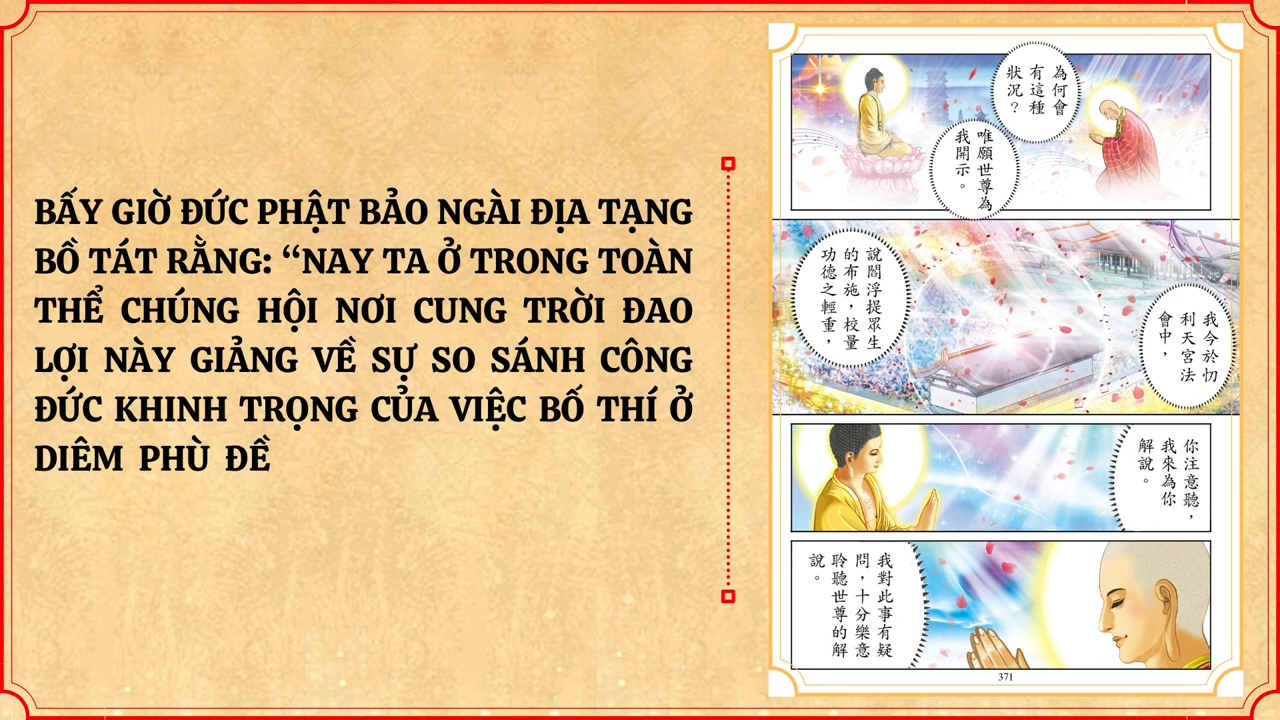 BẤY GIỜ ĐỨC PHẬT BẢO NGÀI ĐỊA TẠNG
BỒ TÁT RẰNG: “NAY TA Ở TRONG TOÀN
THỂ CHÚNG HỘI NƠI CUNG TRỜI ĐAO
LỢI NÀY GIẢNG VỀ SỰ SO SÁNH CÔNG
ĐỨC KHINH TRỌNG CỦA VIỆC BỐ THÍ Ở
DIÊM PHÙ ĐỀ
為何會
有這種
狀況？
唯願世尊為
我開示。
我今於忉
利天宮法
會中，
說閻浮提眾生
的布施，校量
功德之輕重，
你注意聽，
我來為你
解說。
我對此事有疑
問，十分樂意
聆聽世尊的解
說。
371